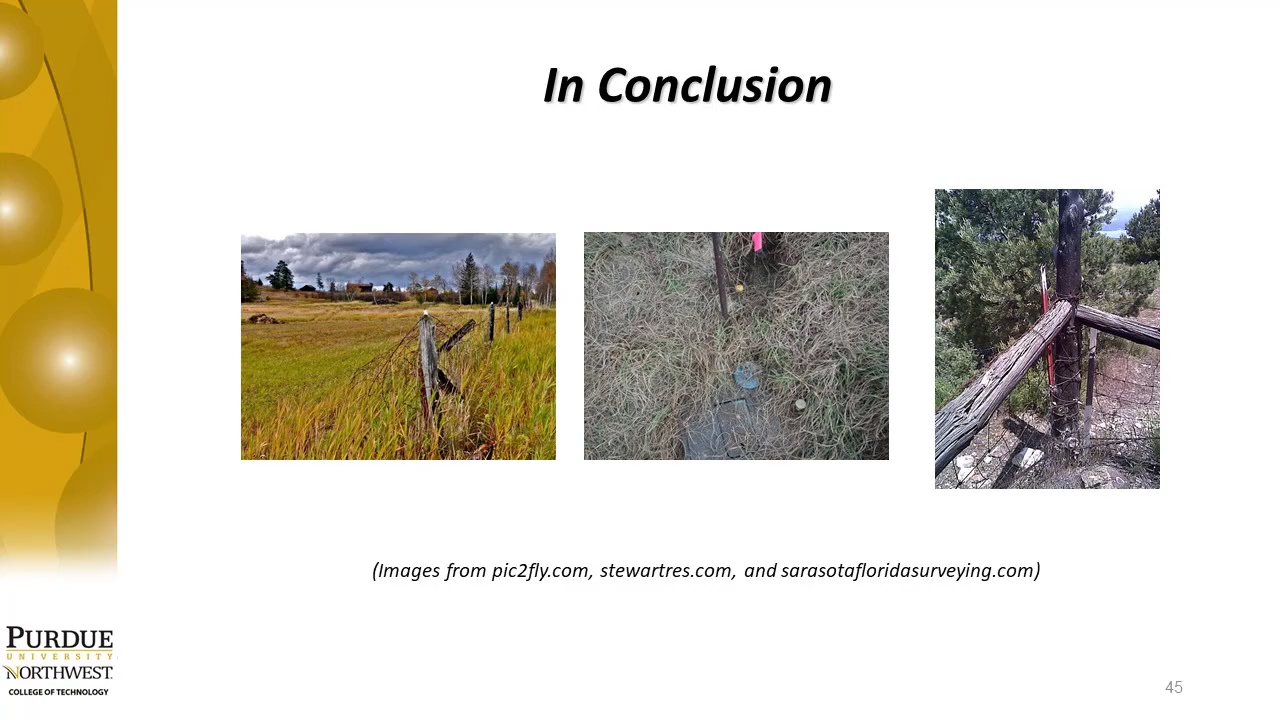 In Conclusion
(Images from pic2fly.com, stewartres.com, and sarasotafloridasurveying.com)
PURDUE
UNIVERSITY
NORTHWEST
COLLEGE OF TECHNOLOGY
45